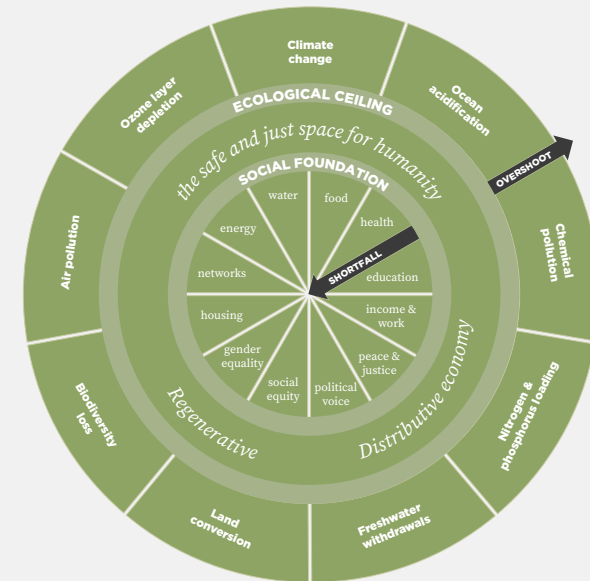 Climate
change
Ocean
acidification
Chemical
pollution
Nitrogen &
phosphorus loading
Freshwater
withdrawals
Land
conversion
Biodiversity
loss
Air pollution
Ozone layer
depletion
ECOLOGICAL CEILING
OVERSHOOT
the safe and just space for humanity
SOCIAL FOUNDATION
water
food
health
SHORTFALL
education
income &
work
peace &
justice
political
voice
social
equity
gender
equality
housing
networks
energy
Regenerative
Distributive economy